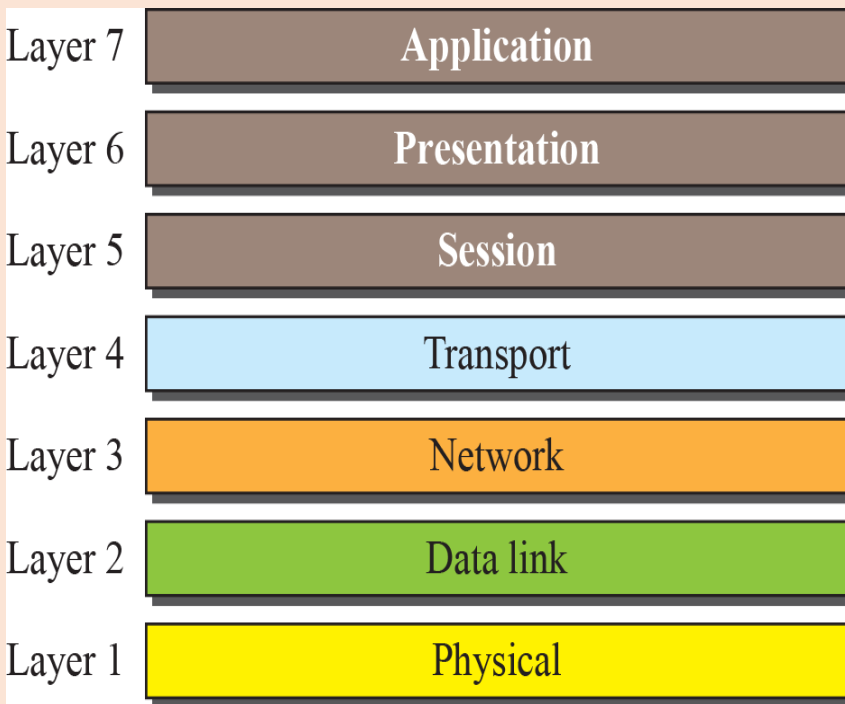 Layer 7 Application
Layer 6 Presentation
Layer 5 Session
Layer 4 Transport
Layer 3 Network
Layer 2 Data link
Layer 1 Physical